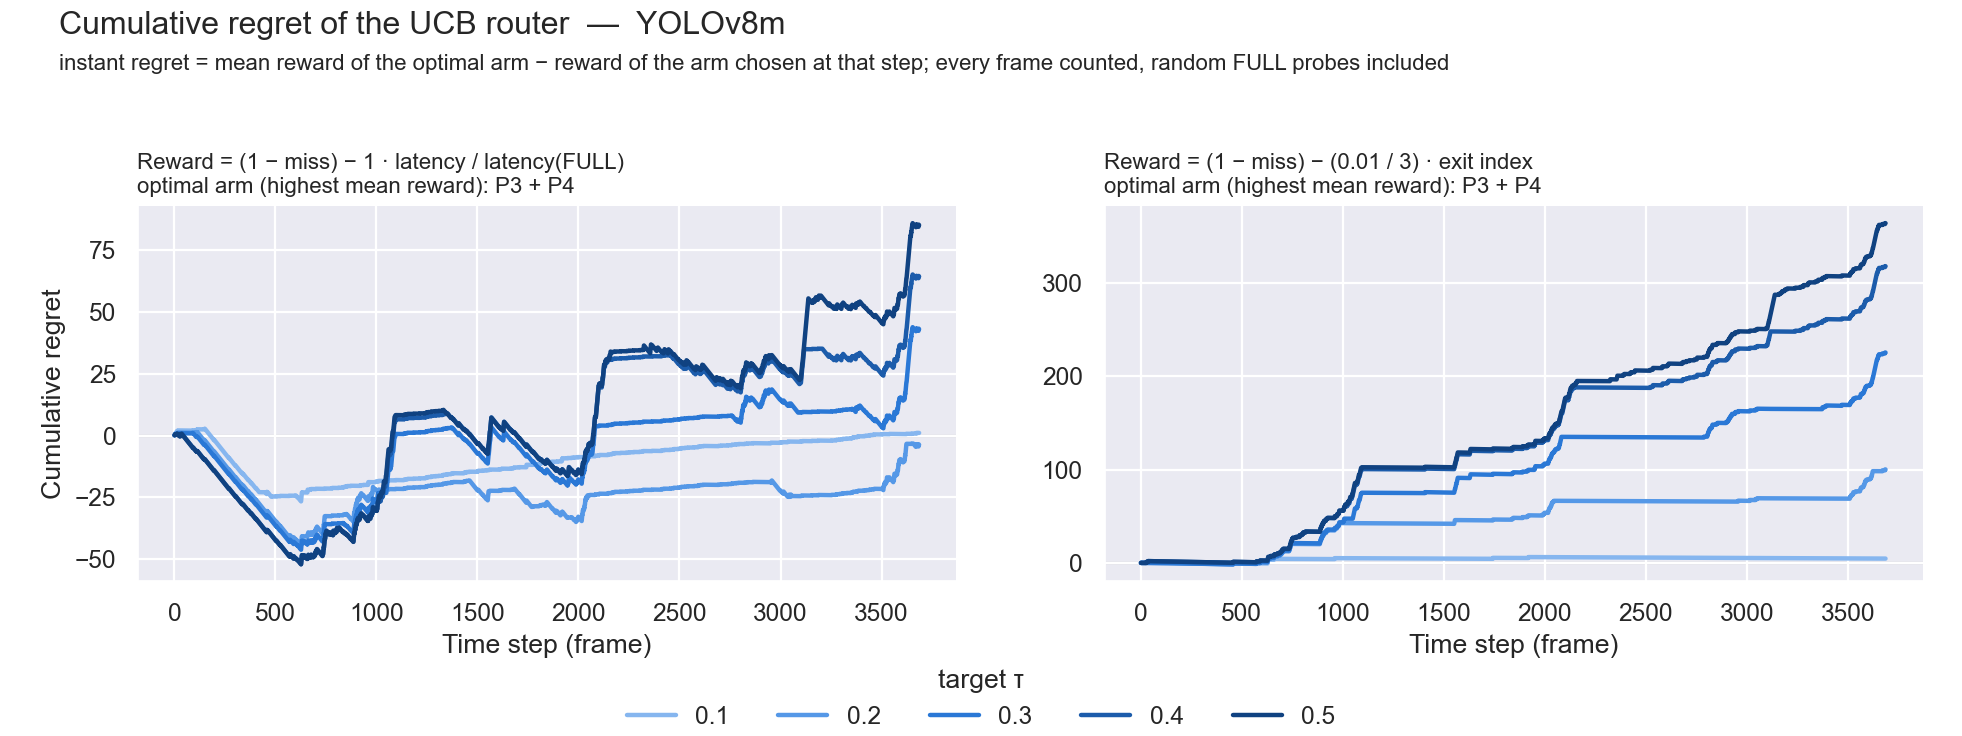 Cumulative regret of the UCB router — YOLOv8m
instant regret = mean reward of the optimal arm − reward of the arm chosen at that step; every frame counted, random FULL probes included
Reward = (1 − miss) − 1 · latency / latency(FULL)
optimal arm (highest mean reward): P3 + P4
75
50
25
0
−25
−50
Cumulative regret
0 500 1000 1500 2000 2500 3000 3500
Time step (frame)
Reward = (1 − miss) − (0.01 / 3) · exit index
optimal arm (highest mean reward): P3 + P4
300
200
100
0
0 500 1000 1500 2000 2500 3000 3500
Time step (frame)
target τ
0.1 0.2 0.3 0.4 0.5